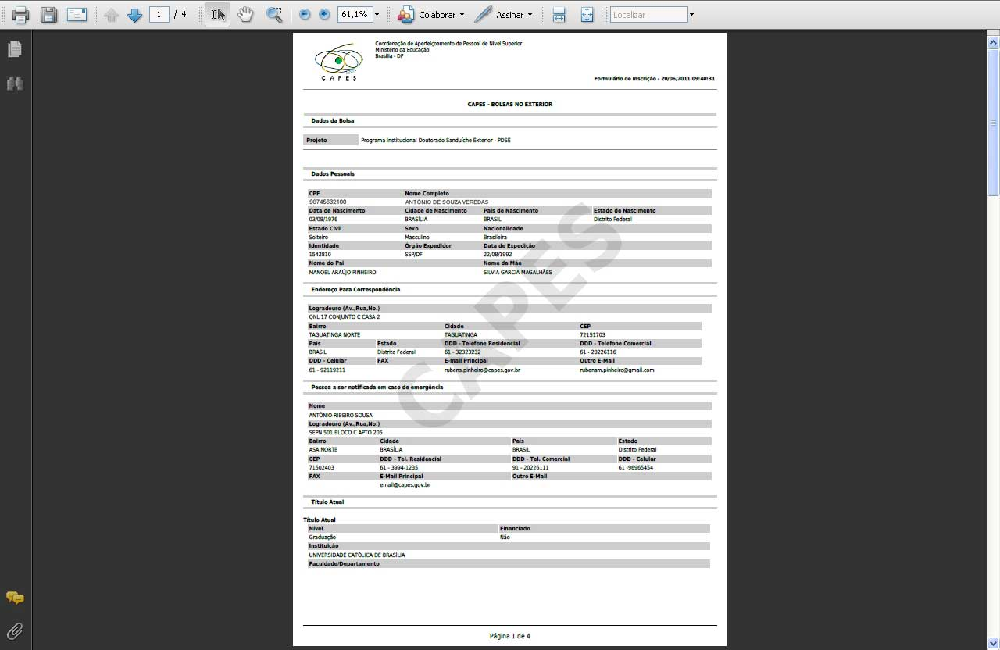 1 / 4 61,1% Colaborar Assinar Localizar
Coordenação de Aperfeiçoamento de Pessoal de Nível Superior
Ministério da Educação
Brasília - DF
CAPES
Formulário de Inscrição - 20/06/2011 09:40:31
CAPES - BOLSAS NO EXTERIOR
Dados da Bolsa
Projeto Programa Institucional Doutorado Sanduíche Exterior - PDSE
Dados Pessoais
CPF Nome Completo
98745632100 ANTÔNIO DE SOUZA VEREDAS
Data de Nascimento Cidade de Nascimento País de Nascimento Estado de Nascimento
03/08/1976 BRASÍLIA BRASIL Distrito Federal
Estado Civil Sexo Nacionalidade
Solteiro Masculino Brasileira
Identidade Órgão Expedidor Data de Expedição
1542810 SSP/DF 22/08/1992
Nome do Pai Nome da Mãe
MANOEL ARAÚJO PINHEIRO SILVIA GARCIA MAGALHÃES
Endereço Para Correspondência
Logradouro (Av.,Rua,No.)
QNL 17 CONJUNTO C CASA 2
Bairro Cidade CEP
TAGUATINGA NORTE TAGUATINGA 72151703
País Estado DDD - Telefone Residencial DDD - Telefone Comercial
BRASIL Distrito Federal 61 - 32323232 61 - 20226116
DDD - Celular FAX E-mail Principal Outro E-Mail
61 - 92119211 rubens.pinheiro@capes.gov.br rubensm.pinheiro@gmail.com
Pessoa a ser notificada em caso de emergência
Nome
ANTÔNIO RIBEIRO SOUSA
Logradouro (Av.,Rua,No.)
SEPN 501 BLOCO C APTO 205
Bairro Cidade País Estado
ASA NORTE BRASÍLIA BRASIL Distrito Federal
CEP DDD - Tel. Residencial DDD - Tel. Comercial DDD - Celular
71502403 61 - 3994-1235 91 - 20226111 61 -96965454
FAX E-Mail Principal Outro E-Mail
email@capes.gov.br
Título Atual
Título Atual
Nível Financiado
Graduação Não
Instituição
UNIVERSIDADE CATÓLICA DE BRASÍLIA
Faculdade/Departamento
Página 1 de 4
CAPES